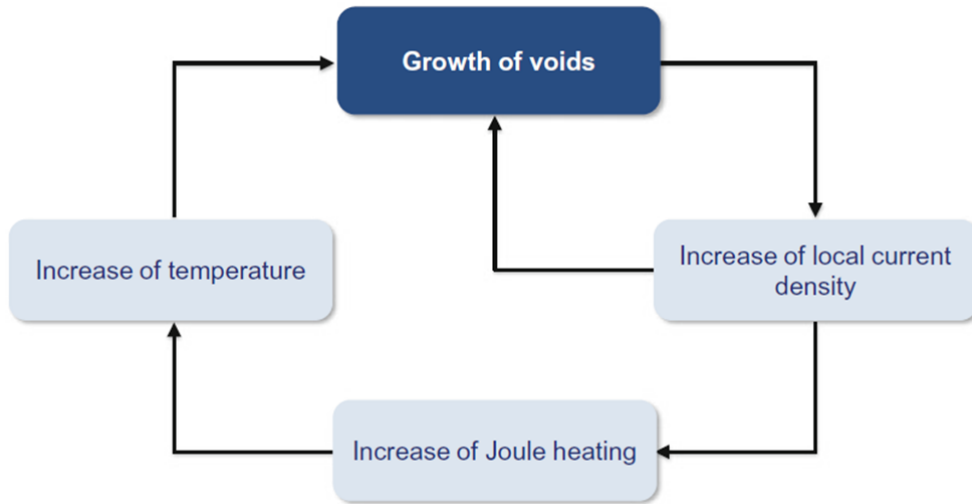 Growth of voids
Increase of temperature
Increase of local current
density
Increase of Joule heating